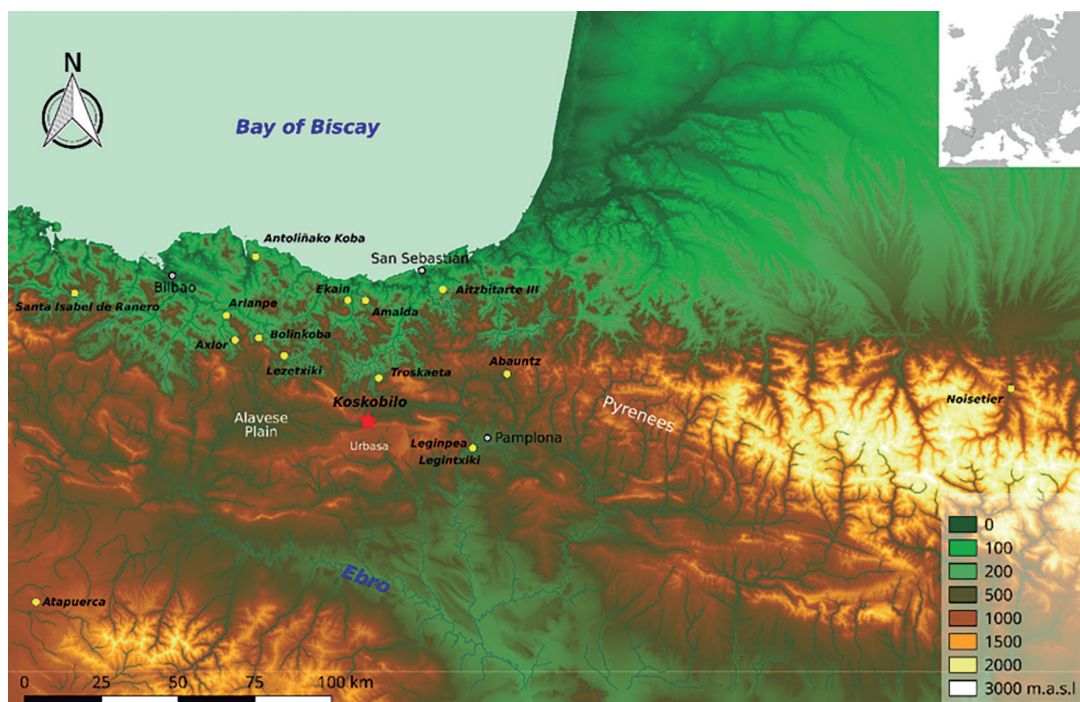 N
Bay of Biscay
Antoliñako Koba
San Sebastián
Bilbao
Ekain
Aitzbitarte III
Santa Isabel de Ranero
Arlanpe
Amalda
Axlor
Bolinkoba
Lezetxiki
Troskaeta
Abauntz
Koskobilo
Noisetier
Pyrenees
Alavese
Plain
Urbasa
Leginpea
Pamplona
Legintxiki
Ebro
Atapuerca
0
100
200
500
1000
1500
2000
3000 m.a.s.l
0 25 50 75 100 km